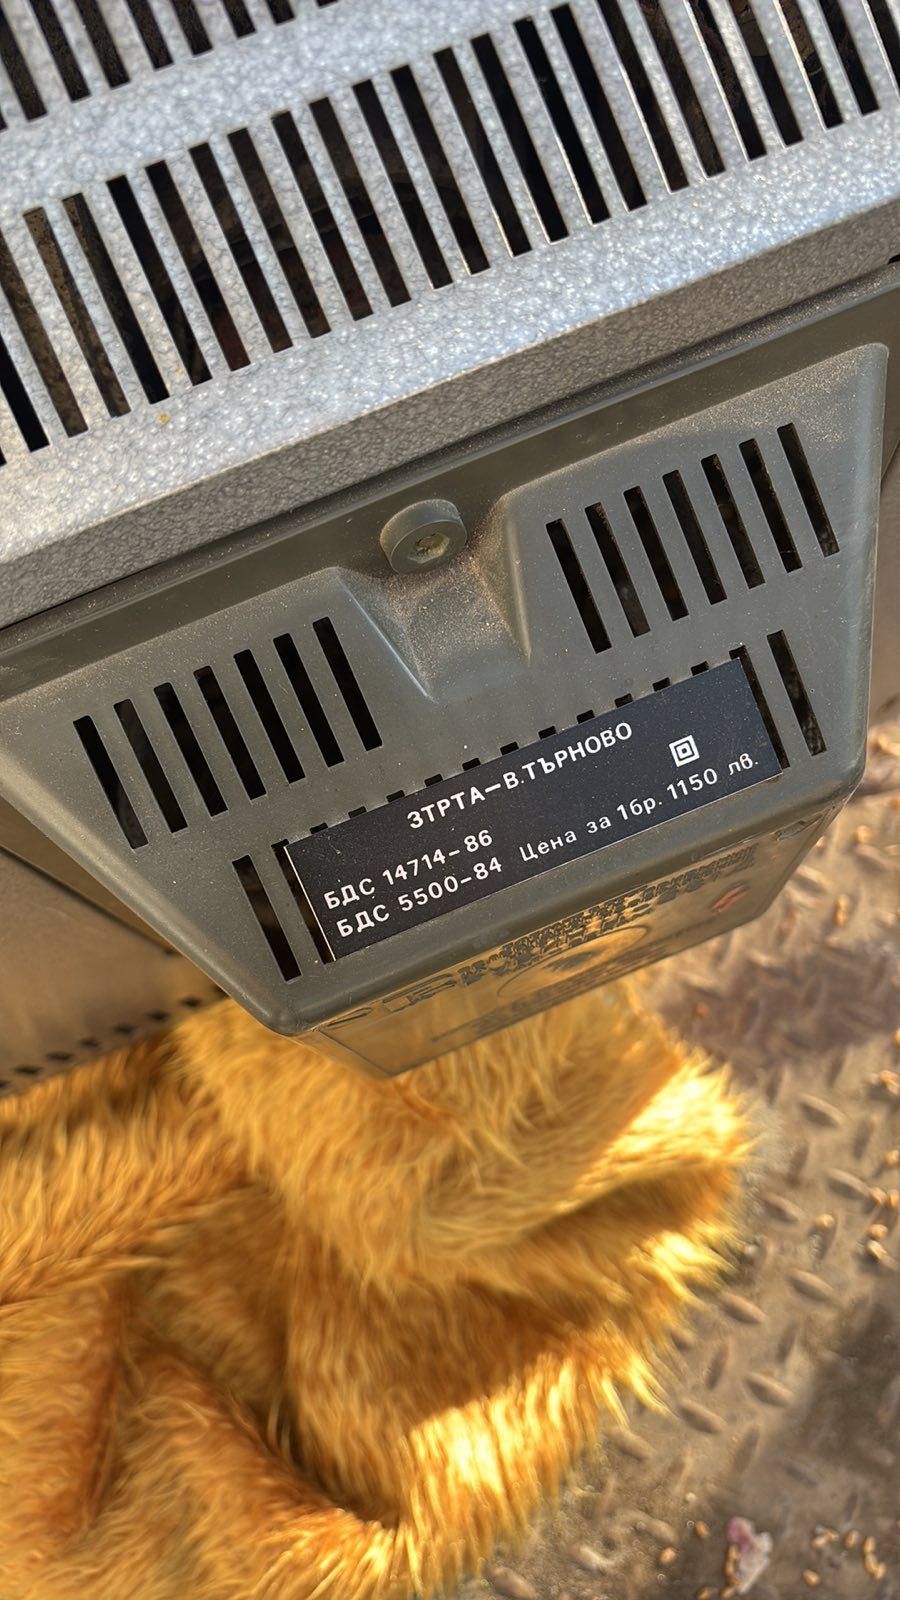 ЗТРТА–В.ТЪРНОВО
БДС 14714-86
БДС 5500-84 Цена за 1бр. 1150 лв.